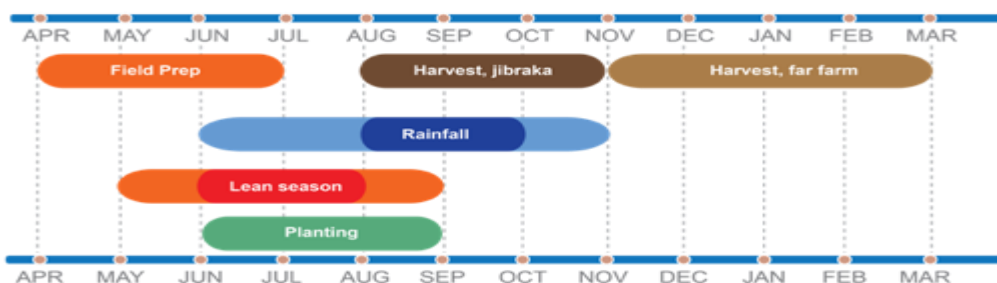 APR MAY JUN JUL AUG SEP OCT NOV DEC JAN FEB MAR
Field Prep Harvest, jibraka Harvest, far farm
Rainfall
Lean season
Planting
APR MAY JUN JUL AUG SEP OCT NOV DEC JAN FEB MAR